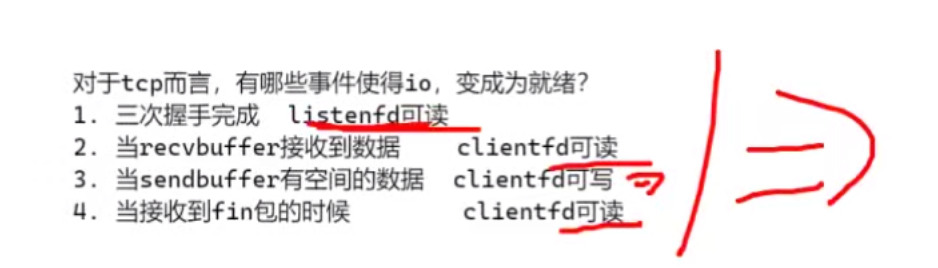 对于tcp而言，有哪些事件使得io，变成为就绪？
1. 三次握手完成 listenfd可读
2. 当recvbuffer接收到数据 clientfd可读
3. 当sendbuffer有空间的数据 clientfd可写
4. 当接收到fin包的时候 clientfd可读